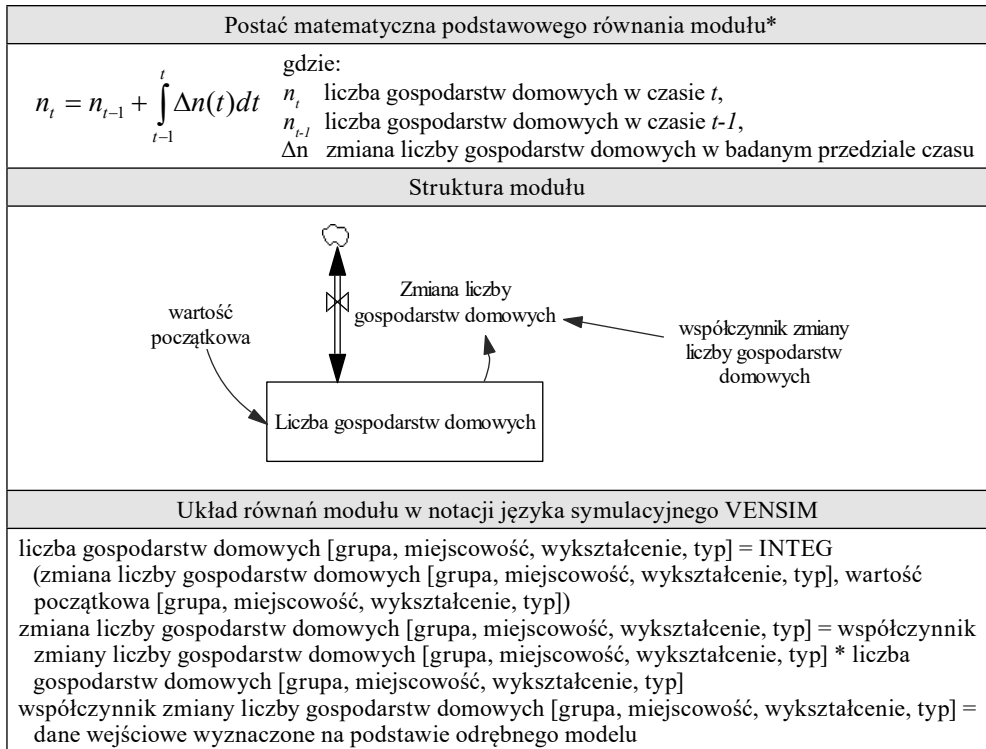 Postać matematyczna podstawowego równania modułu*
gdzie:
$n_t = n_{t-1} + \int_{t-1}^{t} \Delta n(t)dt$
$n_t$ liczba gospodarstw domowych w czasie t,
$n_{t-1}$ liczba gospodarstw domowych w czasie t-1,
Δn zmiana liczby gospodarstw domowych w badanym przedziale czasu
Struktura modułu
Zmiana liczby
gospodarstw domowych
wartość
początkowa
współczynnik zmiany
liczby gospodarstw
domowych
Liczba gospodarstw domowych
Układ równań modułu w notacji języka symulacyjnego VENSIM
liczba gospodarstw domowych [grupa, miejscowość, wykształcenie, typ] = INTEG
(zmiana liczby gospodarstw domowych [grupa, miejscowość, wykształcenie, typ], wartość
początkowa [grupa, miejscowość, wykształcenie, typ])
zmiana liczby gospodarstw domowych [grupa, miejscowość, wykształcenie, typ] = współczynnik
zmiany liczby gospodarstw domowych [grupa, miejscowość, wykształcenie, typ] * liczba
gospodarstw domowych [grupa, miejscowość, wykształcenie, typ]
współczynnik zmiany liczby gospodarstw domowych [grupa, miejscowość, wykształcenie, typ] =
dane wejściowe wyznaczone na podstawie odrębnego modelu